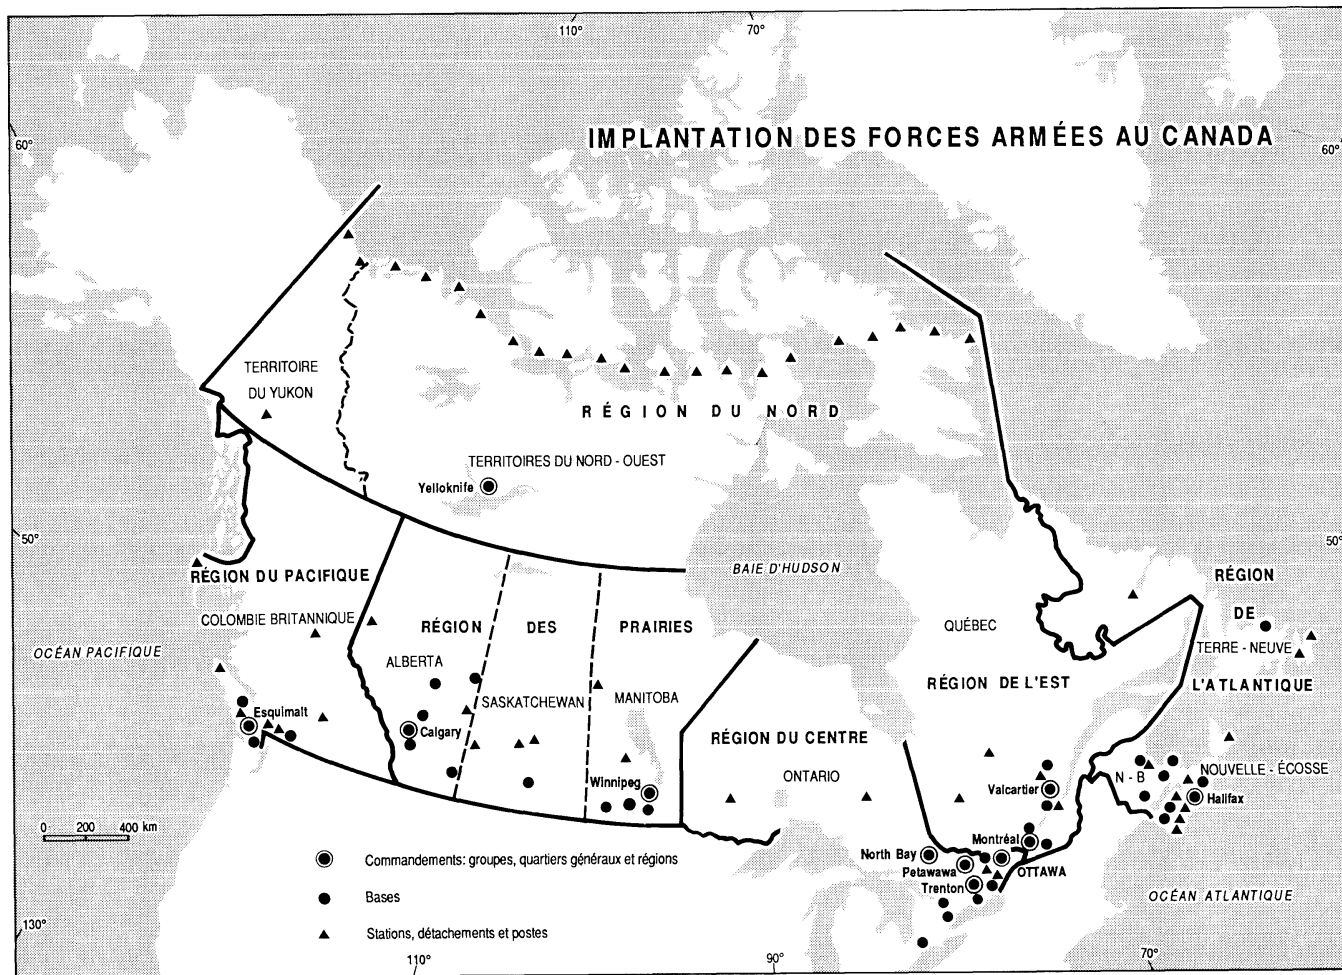 110°
70°
60°
IMPLANTATION DES FORCES ARMÉES AU CANADA
60°
TERRITOIRE
DU YUKON
RÉGION DU NORD
TERRITOIRES DU NORD - OUEST
Yelloknife
50°
50°
BAIE D'HUDSON
RÉGION DU PACIFIQUE
RÉGION
COLOMBIE BRITANNIQUE
RÉGION
DES
PRAIRIES
QUÉBEC
DE
OCÉAN PACIFIQUE
ALBERTA
TERRE - NEUVE
SASKATCHEWAN
MANITOBA
RÉGION DE L'EST
L'ATLANTIQUE
Esquimalt
Calgary
RÉGION DU CENTRE
ONTARIO
N - B
NOUVELLE - ÉCOSSE
Winnipeg
Valcartier
Halifax
0 200 400 km
Montréal
Commandements: groupes, quartiers généraux et régions
North Bay
Petawawa
OTTAWA
Trenton
Bases
OCÉAN ATLANTIQUE
Stations, détachements et postes
130°
110°
90°
70°